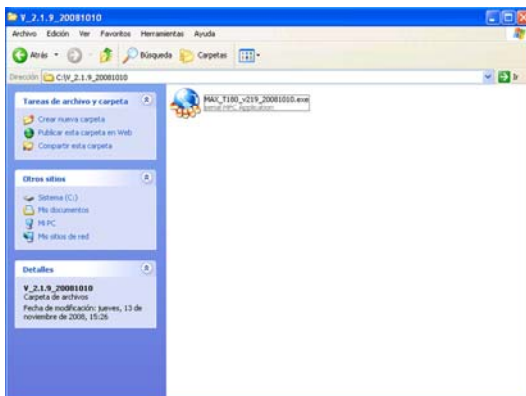 V_2.1.9_20081010
Archivo Edición Ver Favoritos Herramientas Ayuda
Atrás Búsqueda Carpetas
Dirección C:\V_2.1.9_20081010 Ir
Tareas de archivo y carpeta
Crear nueva carpeta
Publicar esta carpeta en Web
Compartir esta carpeta
Otros sitios
Sistema (C:)
Mis documentos
Mi PC
Mis sitios de red
Detalles
V_2.1.9_20081010
Carpeta de archivos
Fecha de modificación: jueves, 13 de
noviembre de 2008, 15:26
MAX_T180_v219_20081010.exe
MFC Application